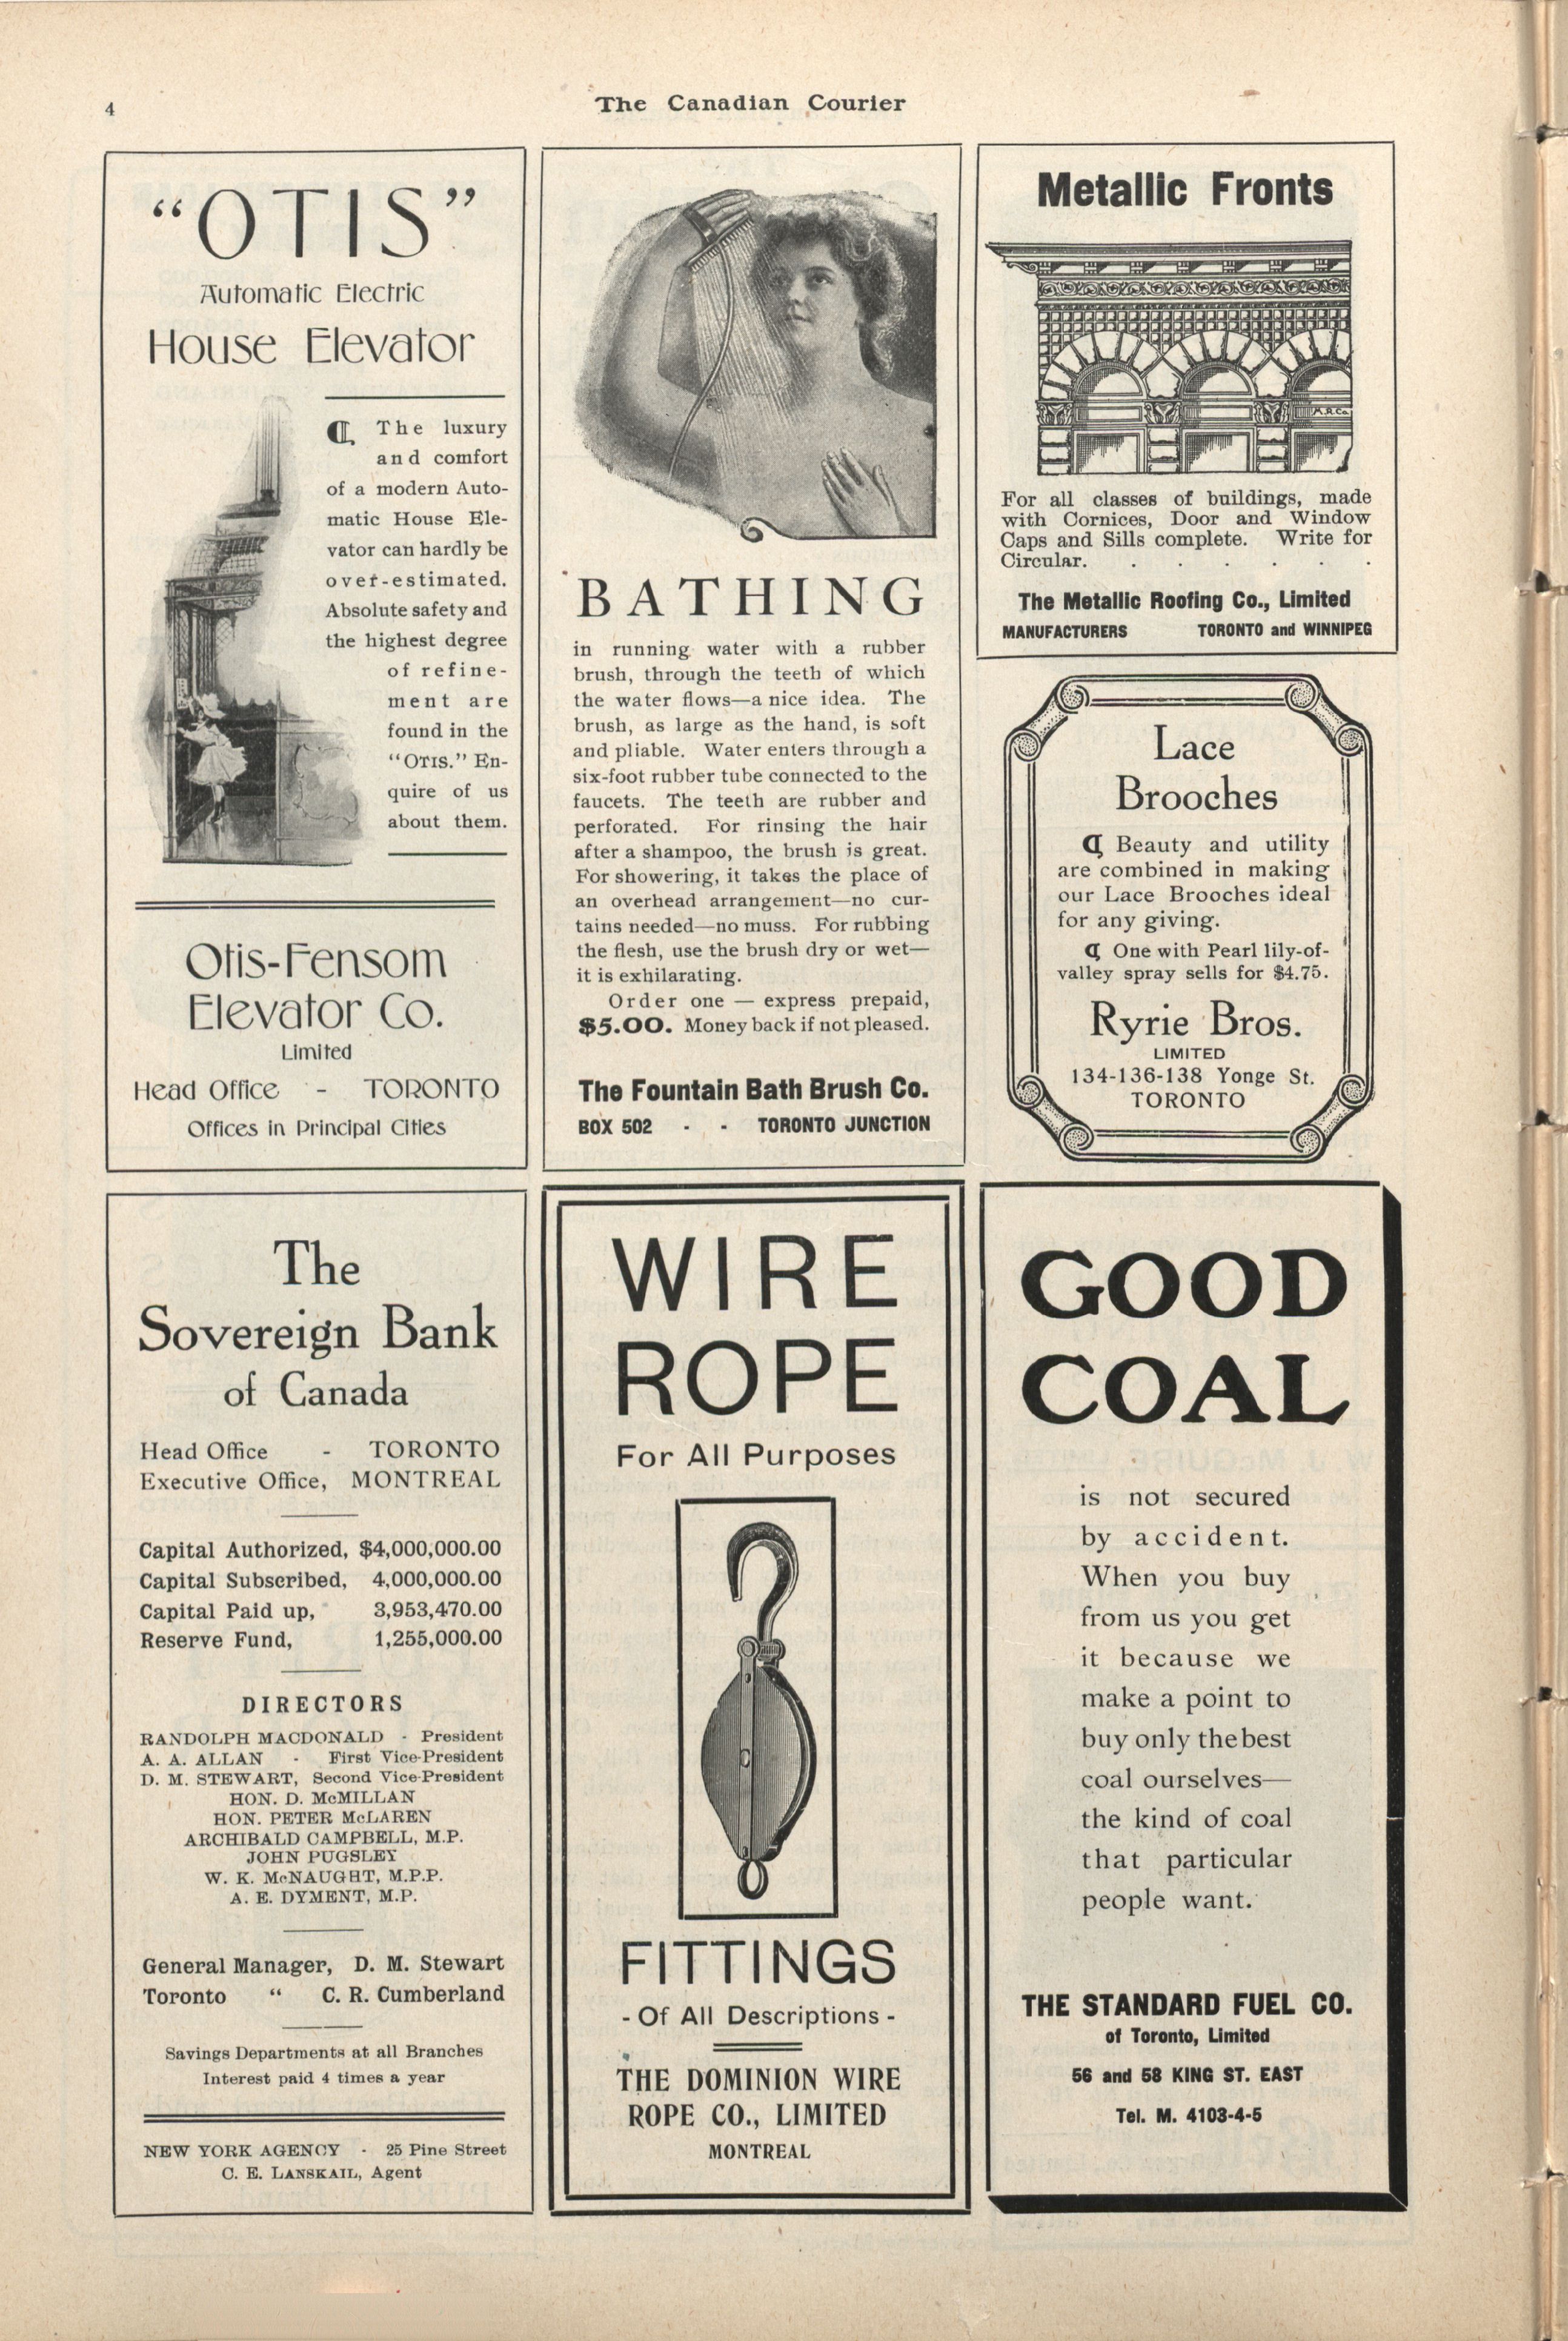 4
The Canadian Courier
"OTIS"
Automatic Electric
House Elevator
¶ The luxury
and comfort
of a modern Auto-
matic House Ele-
vator can hardly be
over-estimated.
Absolute safety and
the highest degree
of refine-
ment are
found in the
"OTIS." En-
quire of us
about them.
Otis-Fensom
Elevator Co.
Limited
Head Office - TORONTO
Offices in Principal Cities
BATHING
in running water with a rubber
brush, through the teeth of which
the water flows—a nice idea. The
brush, as large as the hand, is soft
and pliable. Water enters through a
six-foot rubber tube connected to the
faucets. The teeth are rubber and
perforated. For rinsing the hair
after a shampoo, the brush is great.
For showering, it takes the place of
an overhead arrangement—no cur-
tains needed—no muss. For rubbing
the flesh, use the brush dry or wet—
it is exhilarating.
Order one — express prepaid,
$5.00. Money back if not pleased.
The Fountain Bath Brush Co.
BOX 502 - - TORONTO JUNCTION
Metallic Fronts
M.R.Co.
For all classes of buildings, made
with Cornices, Door and Window
Caps and Sills complete. Write for
Circular. . . . . . .
The Metallic Roofing Co., Limited
MANUFACTURERS TORONTO and WINNIPEG
Lace
Brooches
¶ Beauty and utility
are combined in making
our Lace Brooches ideal
for any giving.
¶ One with Pearl lily-of-
valley spray sells for $4.75.
Ryrie Bros.
LIMITED
134-136-138 Yonge St.
TORONTO
The
Sovereign Bank
of Canada
Head Office - TORONTO
Executive Office, MONTREAL
Capital Authorized, $4,000,000.00
Capital Subscribed, 4,000,000.00
Capital Paid up, 3,953,470.00
Reserve Fund, 1,255,000.00
DIRECTORS
RANDOLPH MACDONALD - President
A. A. ALLAN - First Vice-President
D. M. STEWART, Second Vice-President
HON. D. McMILLAN
HON. PETER McLAREN
ARCHIBALD CAMPBELL, M.P.
JOHN PUGSLEY
W. K. McNAUGHT, M.P.P.
A. E. DYMENT, M.P.
General Manager, D. M. Stewart
Toronto " C. R. Cumberland
Savings Departments at all Branches
Interest paid 4 times a year
NEW YORK AGENCY - 25 Pine Street
C. E. LANSKAIL, Agent
WIRE
ROPE
For All Purposes
FITTINGS
- Of All Descriptions -
THE DOMINION WIRE
ROPE CO., LIMITED
MONTREAL
GOOD
COAL
is not secured
by accident.
When you buy
from us you get
it because we
make a point to
buy only the best
coal ourselves—
the kind of coal
that particular
people want.
THE STANDARD FUEL CO.
of Toronto, Limited
56 and 58 KING ST. EAST
Tel. M. 4103-4-5